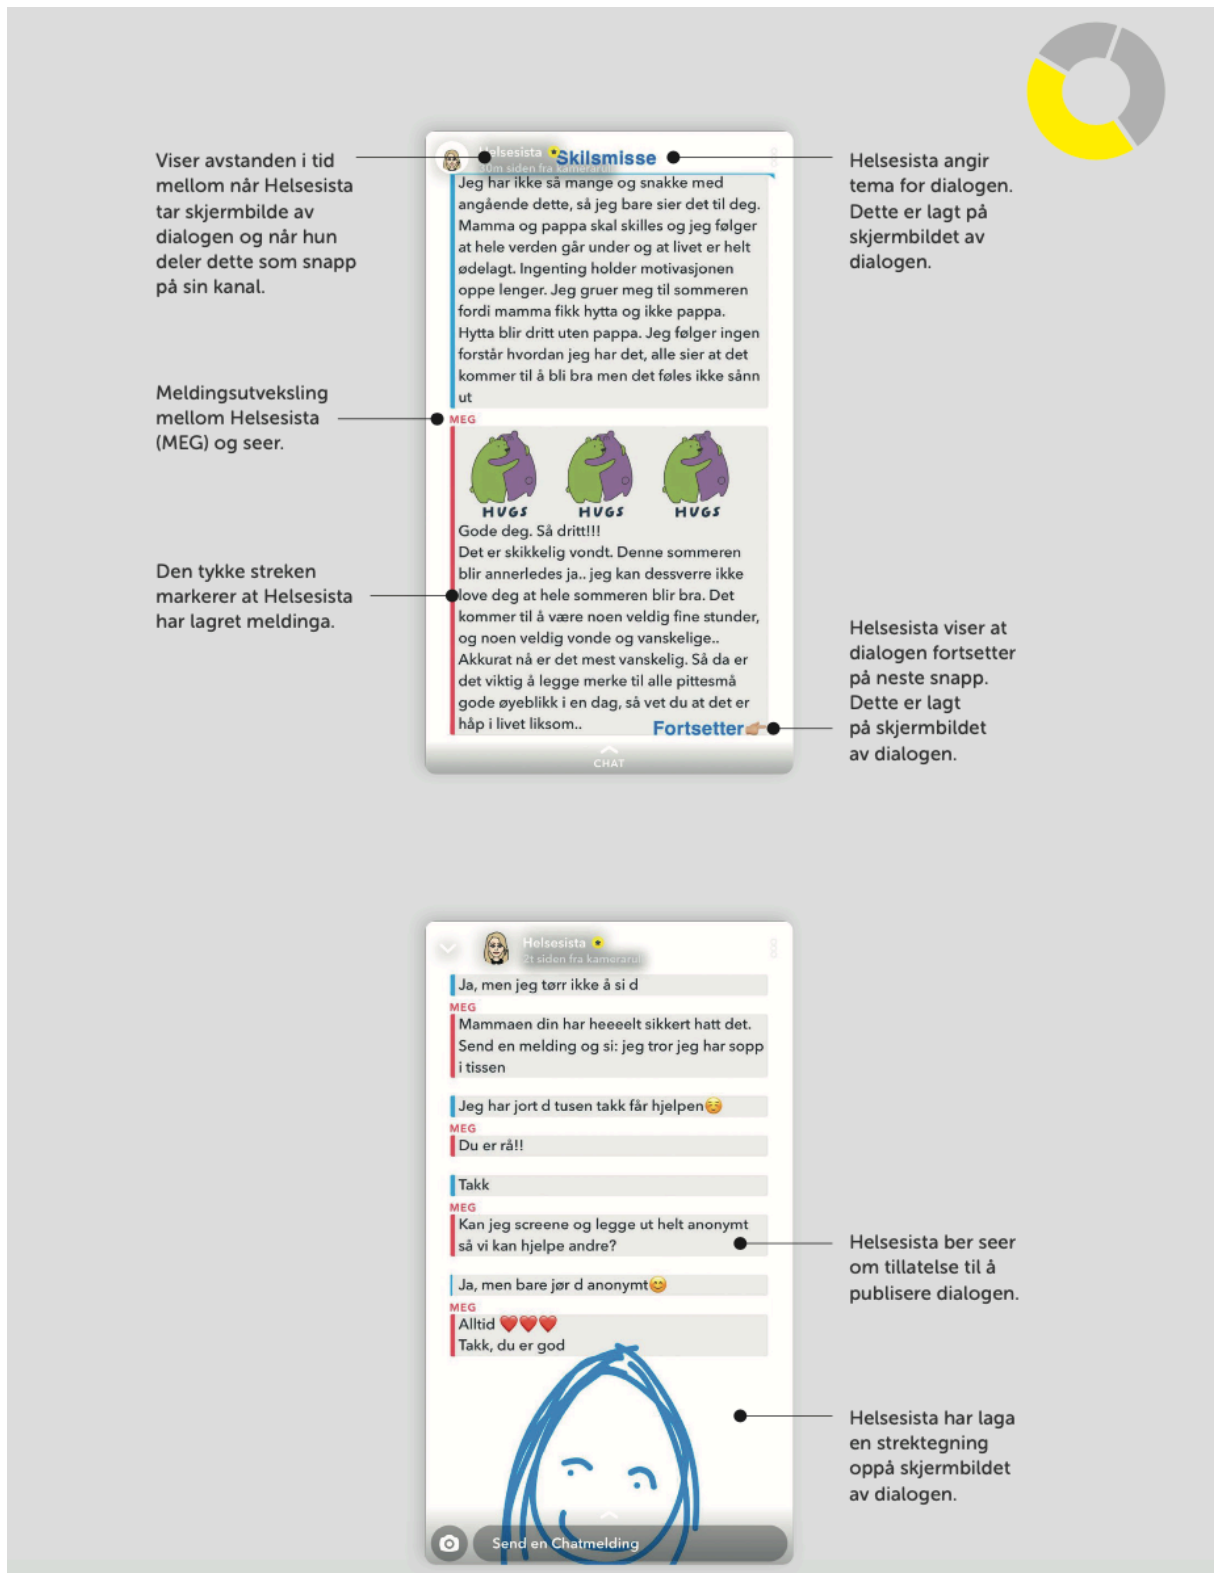 Viser avstanden i tid
mellom når Helsesista
tar skjermbilde av
dialogen og når hun
deler dette som snapp
på sin kanal.
Meldingsutveksling
mellom Helsesista
(MEG) og seer.
Den tykke streken
markerer at Helsesista
har lagret meldinga.
Helsesista
Skilsmisse
30m siden fra kamerarull
Jeg har ikke så mange og snakke med
angående dette, så jeg bare sier det til deg.
Mamma og pappa skal skilles og jeg følger
at hele verden går under og at livet er helt
ødelagt. Ingenting holder motivasjonen
oppe lenger. Jeg gruer meg til sommeren
fordi mamma fikk hytta og ikke pappa.
Hytta blir dritt uten pappa. Jeg følger ingen
forstår hvordan jeg har det, alle sier at det
kommer til å bli bra men det føles ikke sånn
ut
MEG
HUGS HUGS HUGS
Gode deg. Så dritt!!!
Det er skikkelig vondt. Denne sommeren
blir annerledes ja.. jeg kan dessverre ikke
love deg at hele sommeren blir bra. Det
kommer til å være noen veldig fine stunder,
og noen veldig vonde og vanskelige..
Akkurat nå er det mest vanskelig. Så da er
det viktig å legge merke til alle pittesmå
gode øyeblikk i en dag, så vet du at det er
håp i livet liksom..
Fortsetter👉🏼
CHAT
Helsesista angir
tema for dialogen.
Dette er lagt på
skjermbildet av
dialogen.
Helsesista viser at
dialogen fortsetter
på neste snapp.
Dette er lagt
på skjermbildet
av dialogen.
Helsesista
2t siden fra kamerarull
Ja, men jeg tørr ikke å si d
MEG
Mammaen din har heeeelt sikkert hatt det.
Send en melding og si: jeg tror jeg har sopp
i tissen
Jeg har jort d tusen takk får hjelpen☺️
MEG
Du er rå!!
Takk
MEG
Kan jeg screene og legge ut helt anonymt
så vi kan hjelpe andre?
Ja, men bare jør d anonymt😊
MEG
Alltid ❤️❤️❤️
Takk, du er god
Send en Chatmelding
Helsesista ber seer
om tillatelse til å
publisere dialogen.
Helsesista har laga
en strektegning
oppå skjermbildet
av dialogen.